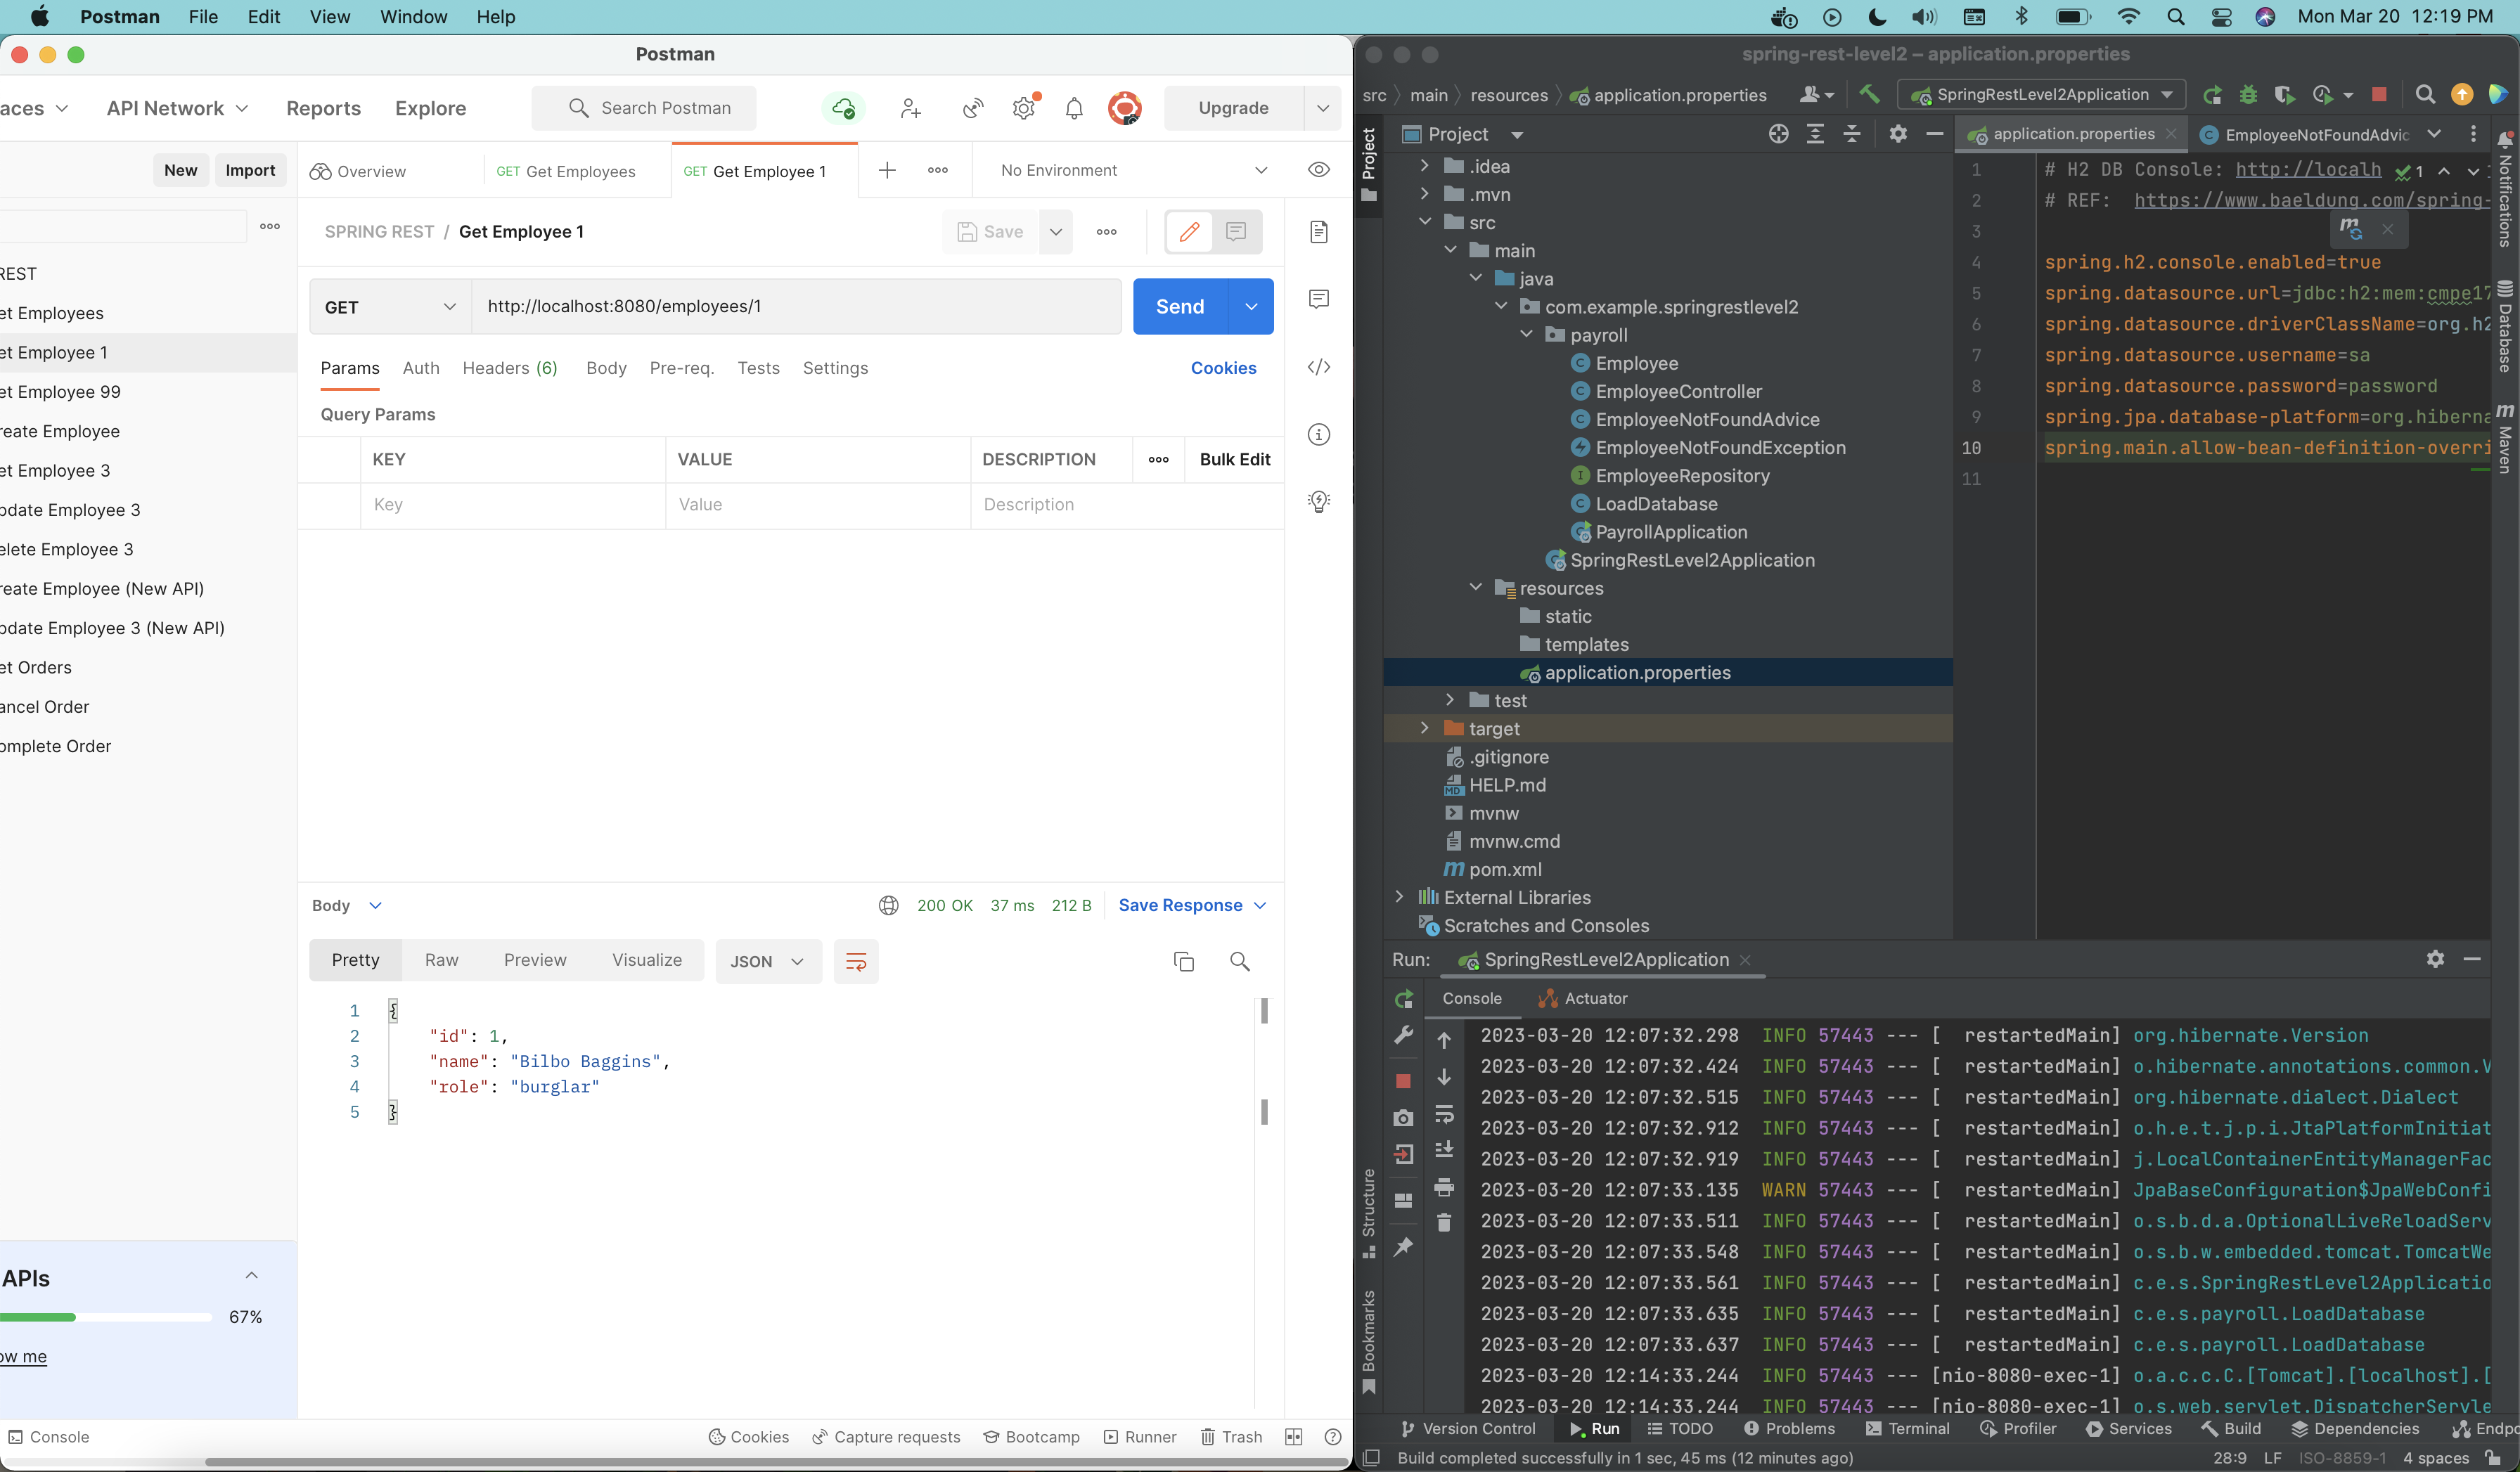 Postman File Edit View Window Help
Mon Mar 20 12:19 PM
Postman
API Network Reports Explore
Search Postman
Upgrade
New Import
Overview
GET Get Employees
GET Get Employee 1
No Environment
SPRING REST / Get Employee 1
Save
REST
et Employees
et Employee 1
et Employee 99
reate Employee
et Employee 3
pdate Employee 3
elete Employee 3
reate Employee (New API)
pdate Employee 3 (New API)
et Orders
ancel Order
omplete Order
APIs
67%
ow me
GET
http://localhost:8080/employees/1
Send
Params Auth Headers (6) Body Pre-req. Tests Settings
Cookies
Query Params
KEY VALUE DESCRIPTION
Bulk Edit
Key Value Description
Body
200 OK 37 ms 212 B
Save Response
Pretty Raw Preview Visualize
JSON
1 {
2 "id": 1,
3 "name": "Bilbo Baggins",
4 "role": "burglar"
5 }
Console
Cookies Capture requests Bootcamp Runner Trash
spring-rest-level2 – application.properties
src main resources application.properties
SpringRestLevel2Application
Project
Project
.idea
.mvn
src
main
java
com.example.springrestlevel2
payroll
Employee
EmployeeController
EmployeeNotFoundAdvice
EmployeeNotFoundException
EmployeeRepository
LoadDatabase
PayrollApplication
SpringRestLevel2Application
resources
static
templates
application.properties
test
target
.gitignore
HELP.md
mvnw
mvnw.cmd
pom.xml
External Libraries
Scratches and Consoles
application.properties
EmployeeNotFoundAdvic
1 # H2 DB Console: http://localh
1
2 # REF: https://www.baeldung.com/spring-
3
4 spring.h2.console.enabled=true
5 spring.datasource.url=jdbc:h2:mem:cmpe17
6 spring.datasource.driverClassName=org.h2
7 spring.datasource.username=sa
8 spring.datasource.password=password
9 spring.jpa.database-platform=org.hiberna
10 spring.main.allow-bean-definition-overri
11
Notifications
Database
Maven
Structure
Bookmarks
Run: SpringRestLevel2Application
Console Actuator
2023-03-20 12:07:32.298 INFO 57443 --- [ restartedMain] org.hibernate.Version
2023-03-20 12:07:32.424 INFO 57443 --- [ restartedMain] o.hibernate.annotations.common.V
2023-03-20 12:07:32.515 INFO 57443 --- [ restartedMain] org.hibernate.dialect.Dialect
2023-03-20 12:07:32.912 INFO 57443 --- [ restartedMain] o.h.e.t.j.p.i.JtaPlatformInitiat
2023-03-20 12:07:32.919 INFO 57443 --- [ restartedMain] j.LocalContainerEntityManagerFac
2023-03-20 12:07:33.135 WARN 57443 --- [ restartedMain] JpaBaseConfiguration$JpaWebConfi
2023-03-20 12:07:33.511 INFO 57443 --- [ restartedMain] o.s.b.d.a.OptionalLiveReloadServ
2023-03-20 12:07:33.548 INFO 57443 --- [ restartedMain] o.s.b.w.embedded.tomcat.TomcatWe
2023-03-20 12:07:33.561 INFO 57443 --- [ restartedMain] c.e.s.SpringRestLevel2Applicatio
2023-03-20 12:07:33.635 INFO 57443 --- [ restartedMain] c.e.s.payroll.LoadDatabase
2023-03-20 12:07:33.637 INFO 57443 --- [ restartedMain] c.e.s.payroll.LoadDatabase
2023-03-20 12:14:33.244 INFO 57443 --- [nio-8080-exec-1] o.a.c.c.C.[Tomcat].[localhost].[
2023-03-20 12:14:33.244 INFO 57443 --- [nio-8080-exec-1] o.s.web.servlet.DispatcherServle
Version Control Run TODO Problems Terminal Profiler Services Build Dependencies Endpo
Build completed successfully in 1 sec, 45 ms (12 minutes ago)
28:9 LF ISO-8859-1 4 spaces